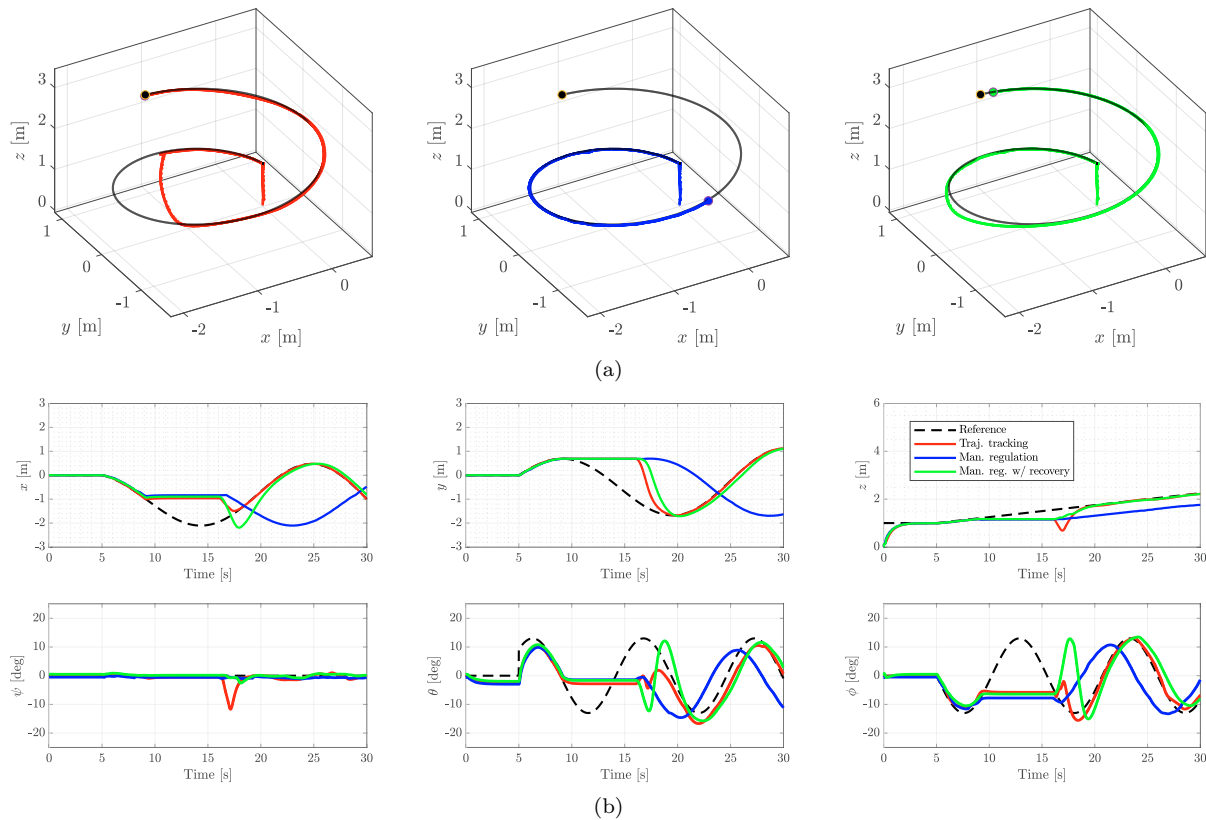 3
2
1
0
z [m]
1
0
-1
y [m]
-2
-1
0
x [m]
3
2
1
0
z [m]
1
0
-1
y [m]
-2
-1
0
x [m]
3
2
1
0
z [m]
1
0
-1
y [m]
-2
-1
0
x [m]
(a)
3
2
1
0
-1
-2
-3
x [m]
0 5 10 15 20 25 30
Time [s]
3
2
1
0
-1
-2
-3
y [m]
0 5 10 15 20 25 30
Time [s]
6
4
2
0
z [m]
Reference
Traj. tracking
Man. regulation
Man. reg. w/ recovery
0 5 10 15 20 25 30
Time [s]
20
10
0
-10
-20
ψ [deg]
0 5 10 15 20 25 30
Time [s]
20
10
0
-10
-20
θ [deg]
0 5 10 15 20 25 30
Time [s]
20
10
0
-10
-20
ϕ [deg]
0 5 10 15 20 25 30
Time [s]
(b)